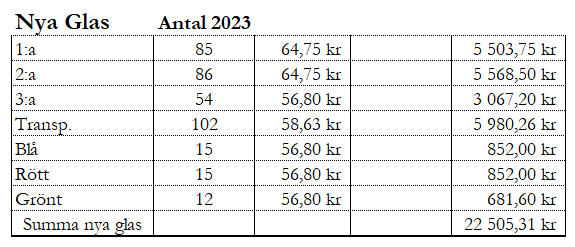 Nya Glas Antal 2023
1:a 85 64,75 kr 5 503,75 kr
2:a 86 64,75 kr 5 568,50 kr
3:a 54 56,80 kr 3 067,20 kr
Transp. 102 58,63 kr 5 980,26 kr
Blå 15 56,80 kr 852,00 kr
Rött 15 56,80 kr 852,00 kr
Grönt 12 56,80 kr 681,60 kr
Summa nya glas 22 505,31 kr